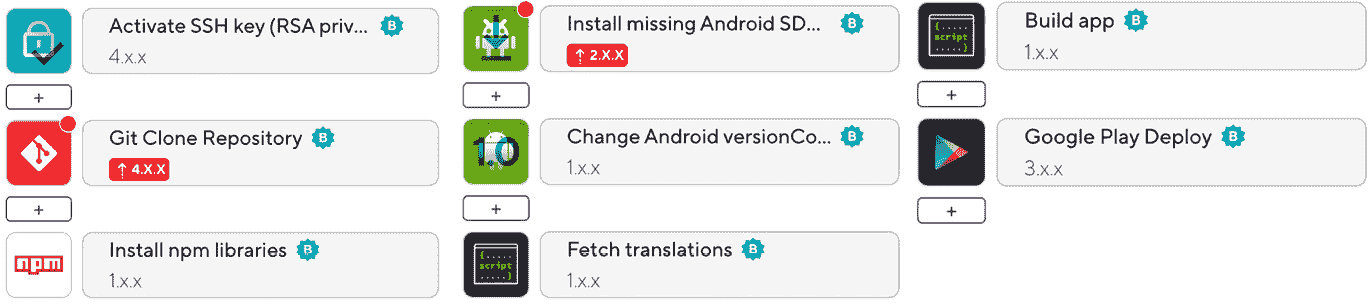 Activate SSH key (RSA priv...
4.x.x
+
Git Clone Repository
↑ 4.X.X
+
npm
Install npm libraries
1.x.x
Install missing Android SD...
↑ 2.X.X
+
1.0
Change Android versionCo...
1.x.x
+
{....
script
.....}
Fetch translations
1.x.x
{....
script
.....}
Build app
1.x.x
+
Google Play Deploy
3.x.x
+